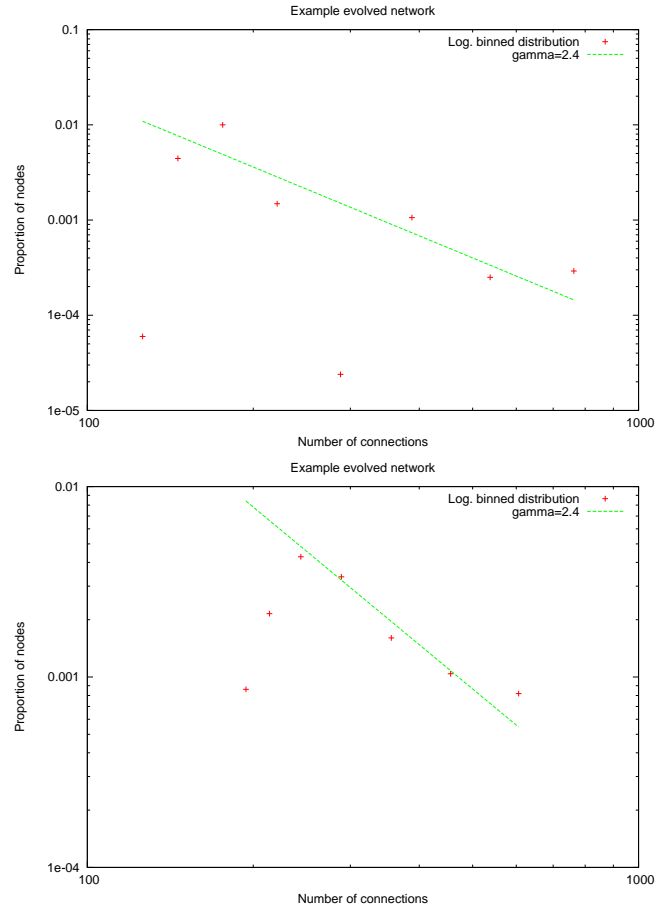 Example evolved network
0.1
Log. binned distribution
gamma=2.4
0.01
Proportion of nodes
0.001
1e-04
1e-05
100
1000
Number of connections
Example evolved network
0.01
Log. binned distribution
gamma=2.4
Proportion of nodes
0.001
1e-04
100
1000
Number of connections